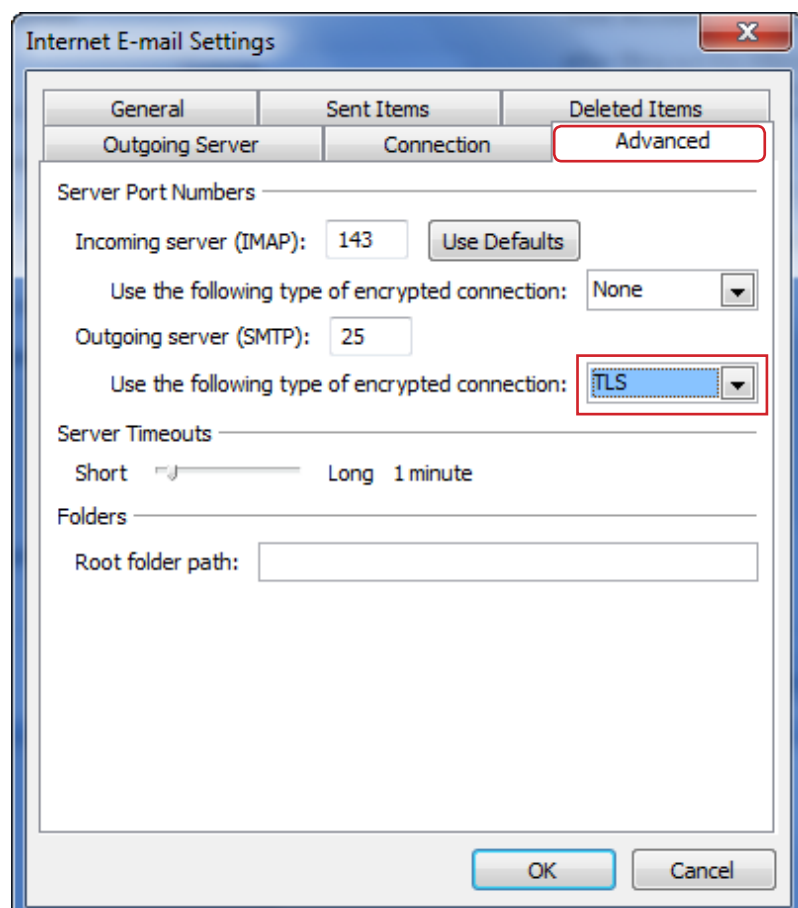 Internet E-mail Settings
X
General Sent Items Deleted Items
Outgoing Server Connection Advanced
Server Port Numbers
Incoming server (IMAP): 143 Use Defaults
Use the following type of encrypted connection: None
Outgoing server (SMTP): 25
Use the following type of encrypted connection: TLS
Server Timeouts
Short Long 1 minute
Folders
Root folder path:
OK Cancel